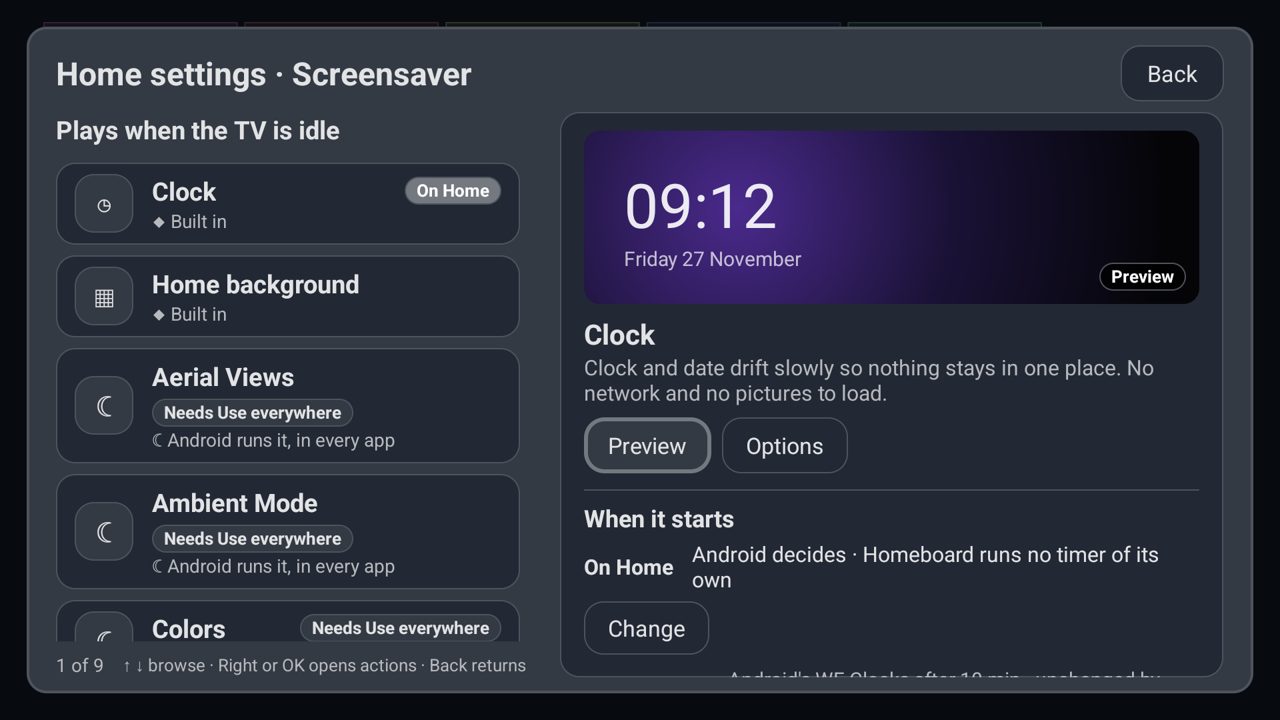 Home settings · Screensaver
Back
Plays when the TV is idle
Clock
On Home
◆ Built in
Home background
◆ Built in
Aerial Views
Needs Use everywhere
☾ Android runs it, in every app
Ambient Mode
Needs Use everywhere
☾ Android runs it, in every app
Colors
Needs Use everywhere
1 of 9 ↑ ↓ browse · Right or OK opens actions · Back returns
09:12
Friday 27 November
Preview
Clock
Clock and date drift slowly so nothing stays in one place. No
network and no pictures to load.
Preview
Options
When it starts
On Home
Android decides · Homeboard runs no timer of its
own
Change